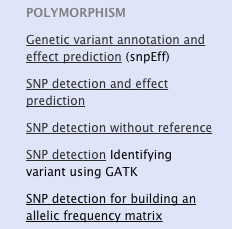 POLYMORPHISM
Genetic variant annotation and
effect prediction (snpEff)
SNP detection and effect
prediction
SNP detection without reference
SNP detection Identifying
variant using GATK
SNP detection for building an
allelic frequency matrix